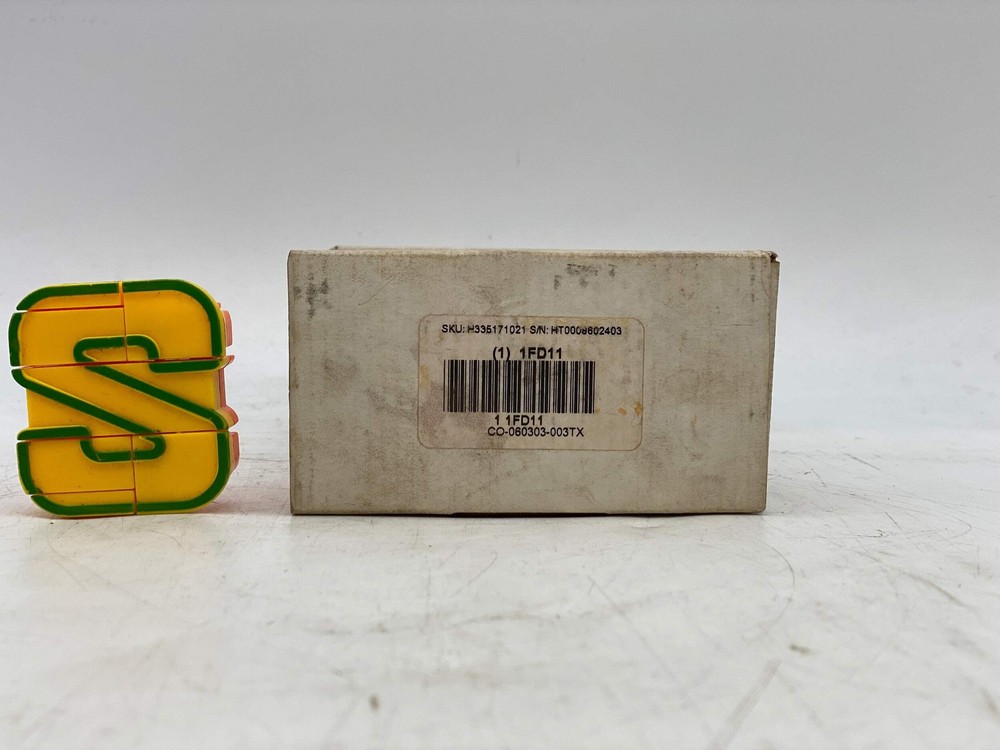 S
SKU: H335171021 S/N: HT0008602403
(1) 1FD11
1 1FD11
CO-060303-003TX